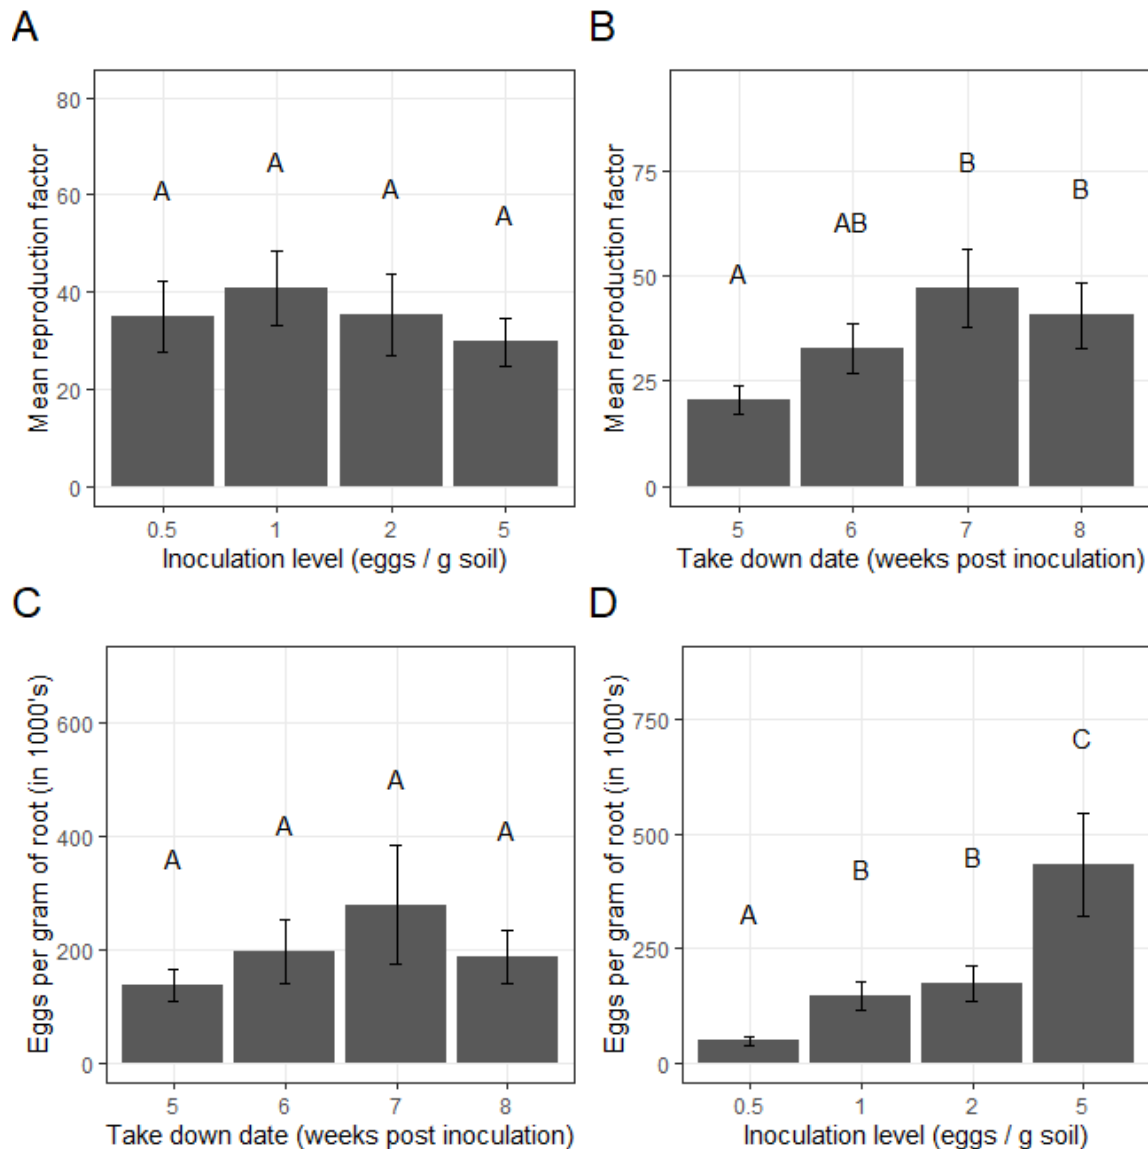 A
Mean reproduction factor
80
60
40
20
0
A
A
A
A
0.5
1
2
5
Inoculation level (eggs / g soil)
B
Mean reproduction factor
75
50
25
0
A
AB
B
B
5
6
7
8
Take down date (weeks post inoculation)
C
Eggs per gram of root (in 1000's)
600
400
200
0
A
A
A
A
5
6
7
8
Take down date (weeks post inoculation)
D
Eggs per gram of root (in 1000's)
750
500
250
0
A
B
B
C
0.5
1
2
5
Inoculation level (eggs / g soil)